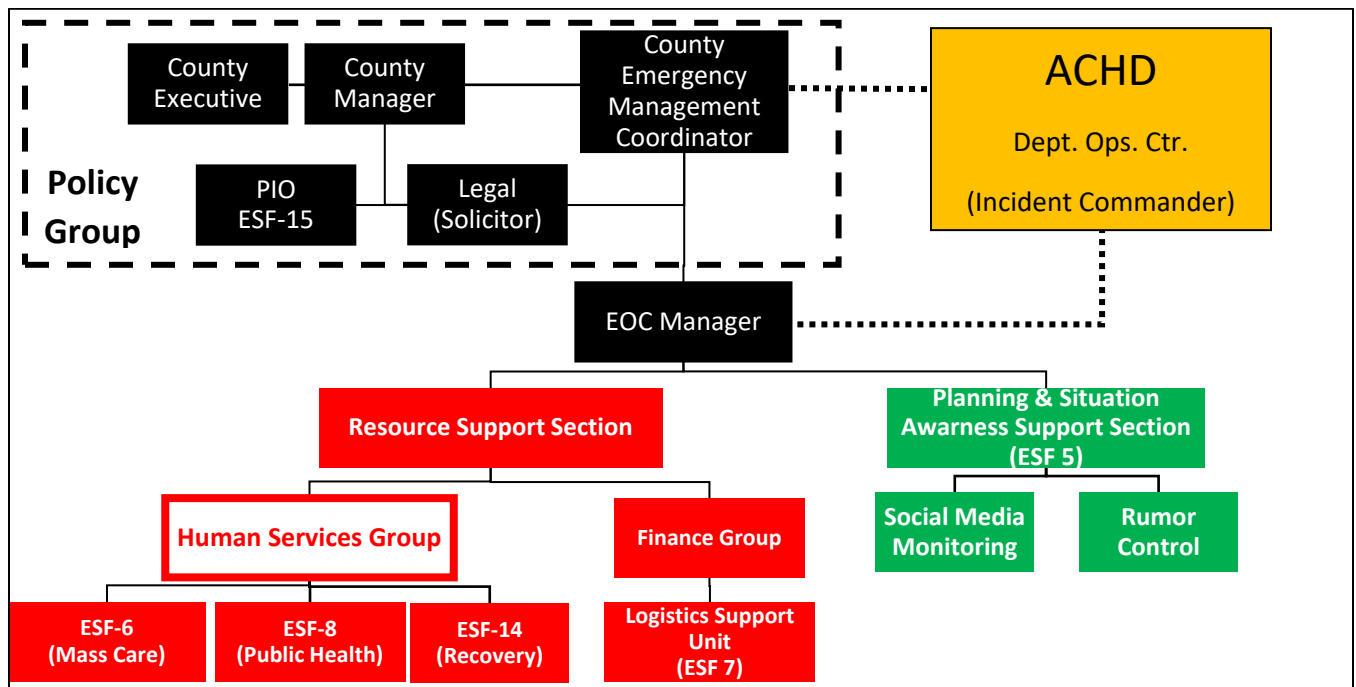 County
Executive
County
Manager
County
Emergency
Management
Coordinator
ACHD
Dept. Ops. Ctr.
(Incident Commander)
Policy
Group
PIO
ESF-15
Legal
(Solicitor)
EOC Manager
Resource Support Section
Planning & Situation
Awarness Support Section
(ESF 5)
Human Services Group
Finance Group
Social Media
Monitoring
Rumor
Control
ESF-6
(Mass Care)
ESF-8
(Public Health)
ESF-14
(Recovery)
Logistics Support
Unit
(ESF 7)